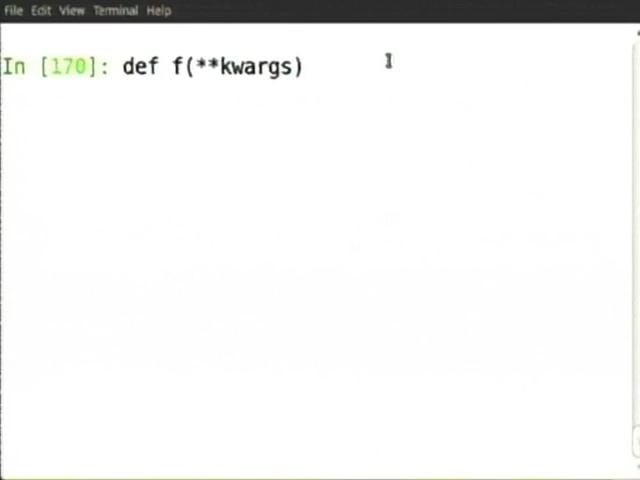 File Edit View Terminal Help
In [170]: def f(**kwargs)